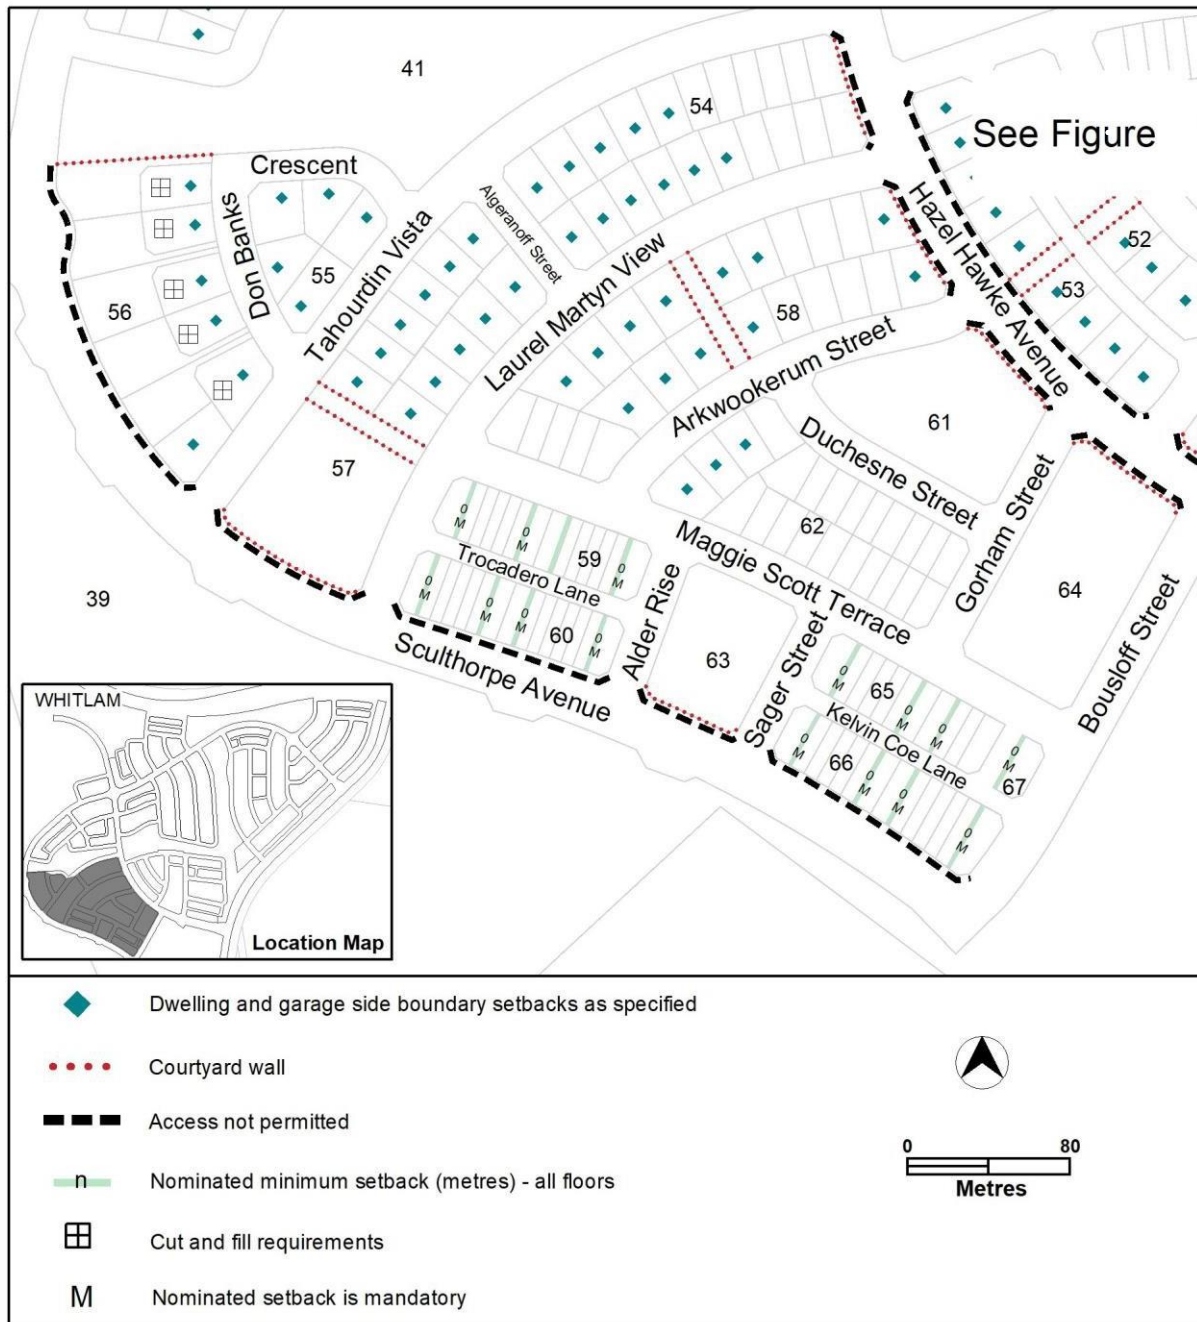 41
54
See Figure
Crescent
Algeranoff Street
Tahourdin Vista
Hazel Hawke Avenue
52
Don Banks
55
Laurel Martyn View
53
56
58
Arkwookerum Street
61
Duchesne Street
57
62
Gorham Street
0 M
0 M
59
0 M
Trocadero Lane
Maggie Scott Terrace
64
39
0 M
0 M
0 M
60
0 M
Alder Rise
Bousloff Street
Sculthorpe Avenue
63
Sager Street
0 M
65
0 M
0 M
0 M
Kelvin Coe Lane
67
0 M
66
0 M
0 M
0 M
WHITLAM
Location Map
Dwelling and garage side boundary setbacks as specified
Courtyard wall
Access not permitted
n Nominated minimum setback (metres) - all floors
Cut and fill requirements
M Nominated setback is mandatory
0 80
Metres